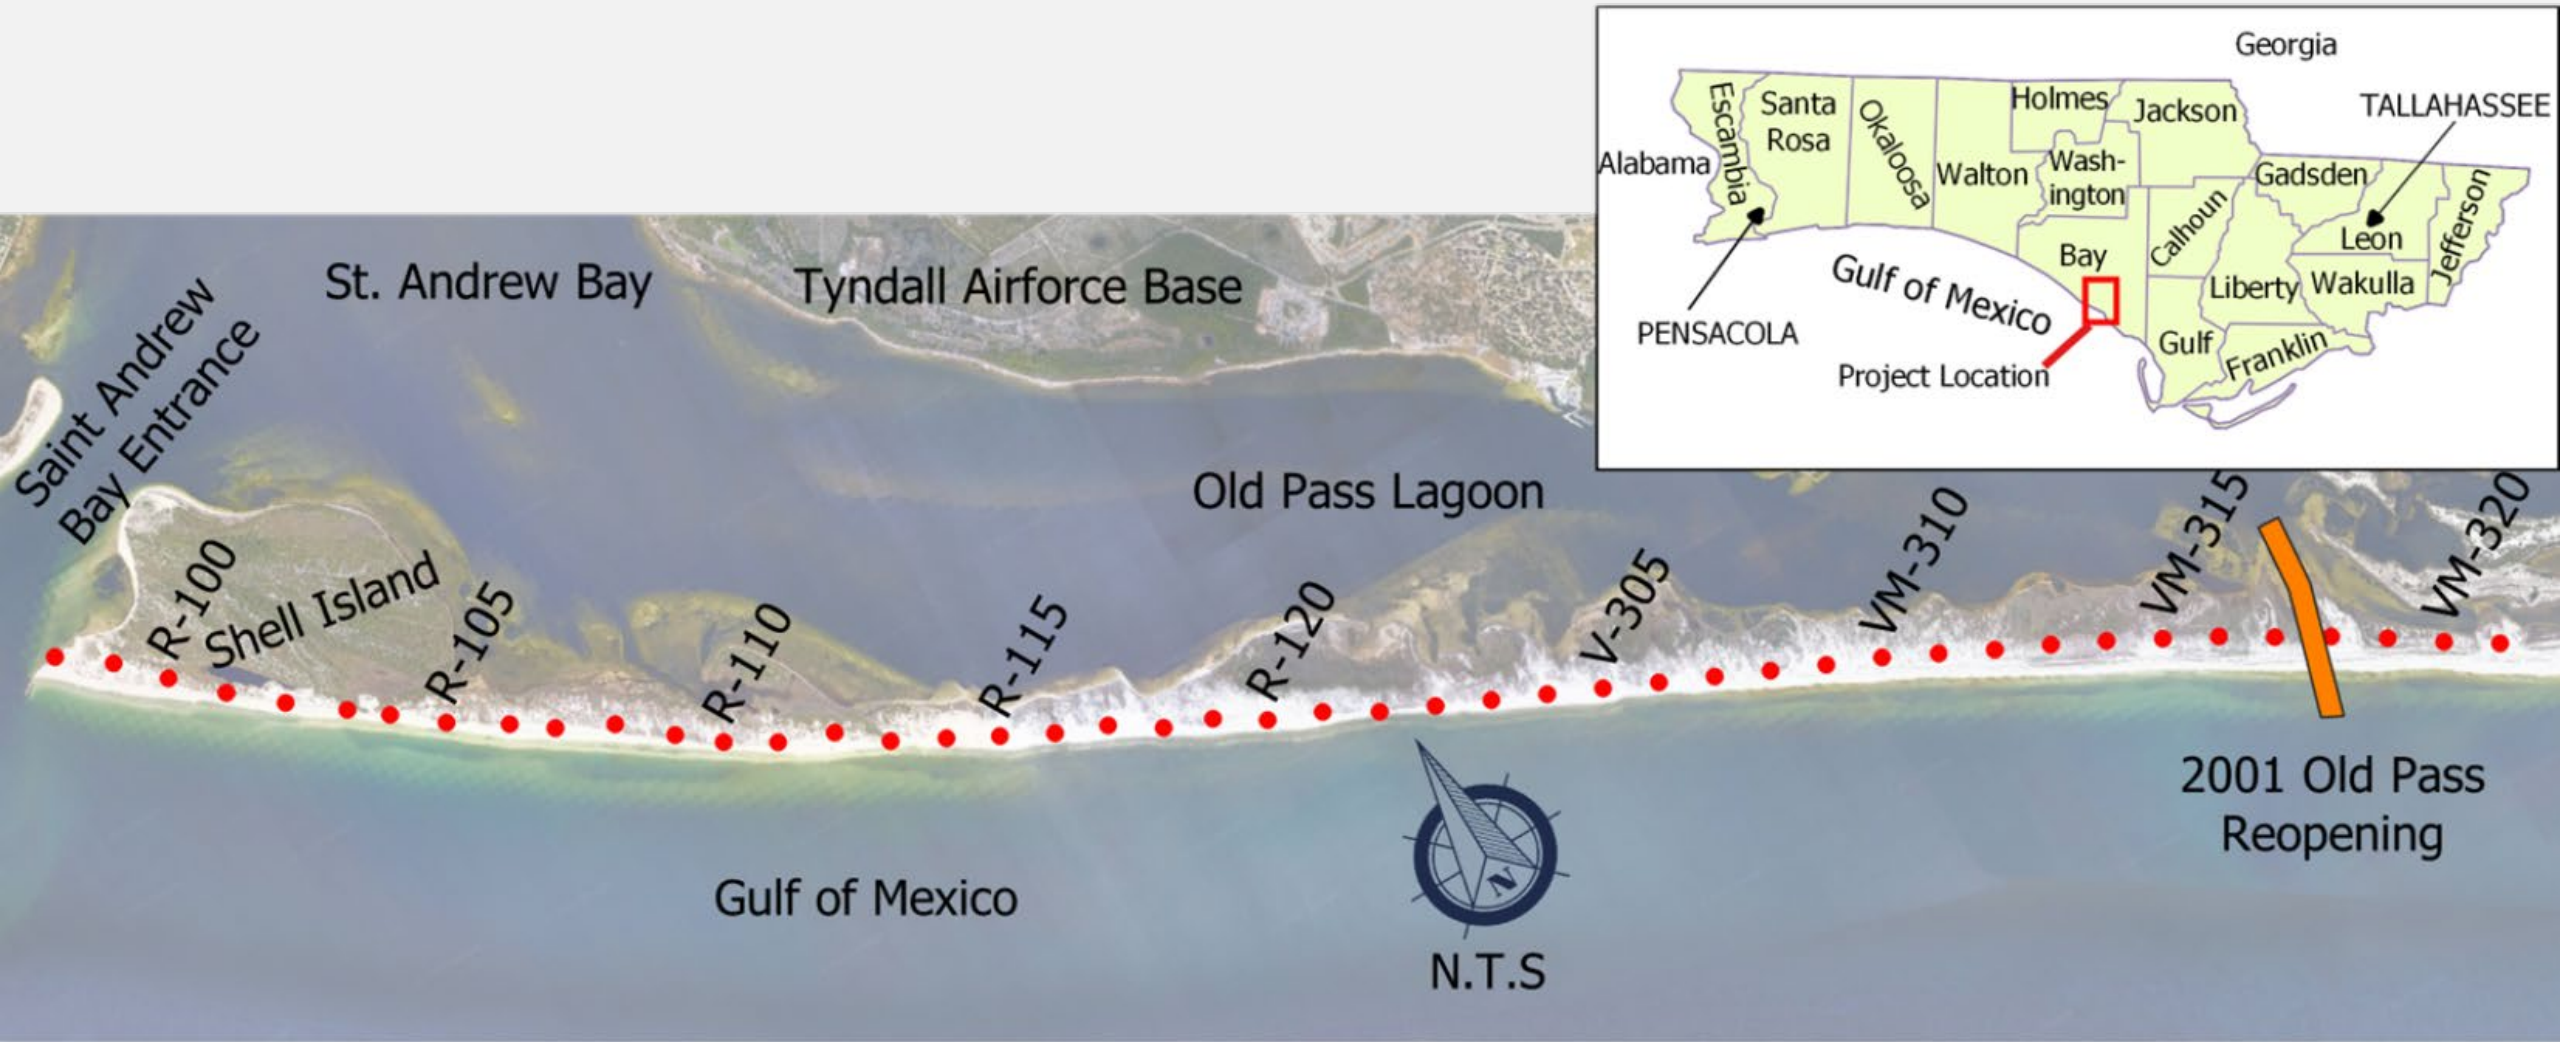 Georgia
TALLAHASSEE
Escambia
Santa
Rosa
Okaloosa
Walton
Holmes
Jackson
Wash-
ington
Gadsden
Alabama
Calhoun
Leon
Jefferson
Bay
Liberty
Wakulla
Gulf of Mexico
PENSACOLA
Gulf
Franklin
Project Location
St. Andrew Bay
Tyndall Airforce Base
Saint Andrew
Bay Entrance
Old Pass Lagoon
R-100
Shell Island
R-105
R-110
R-115
R-120
V-305
VM-310
VM-315
VM-320
2001 Old Pass
Reopening
Gulf of Mexico
N
N.T.S